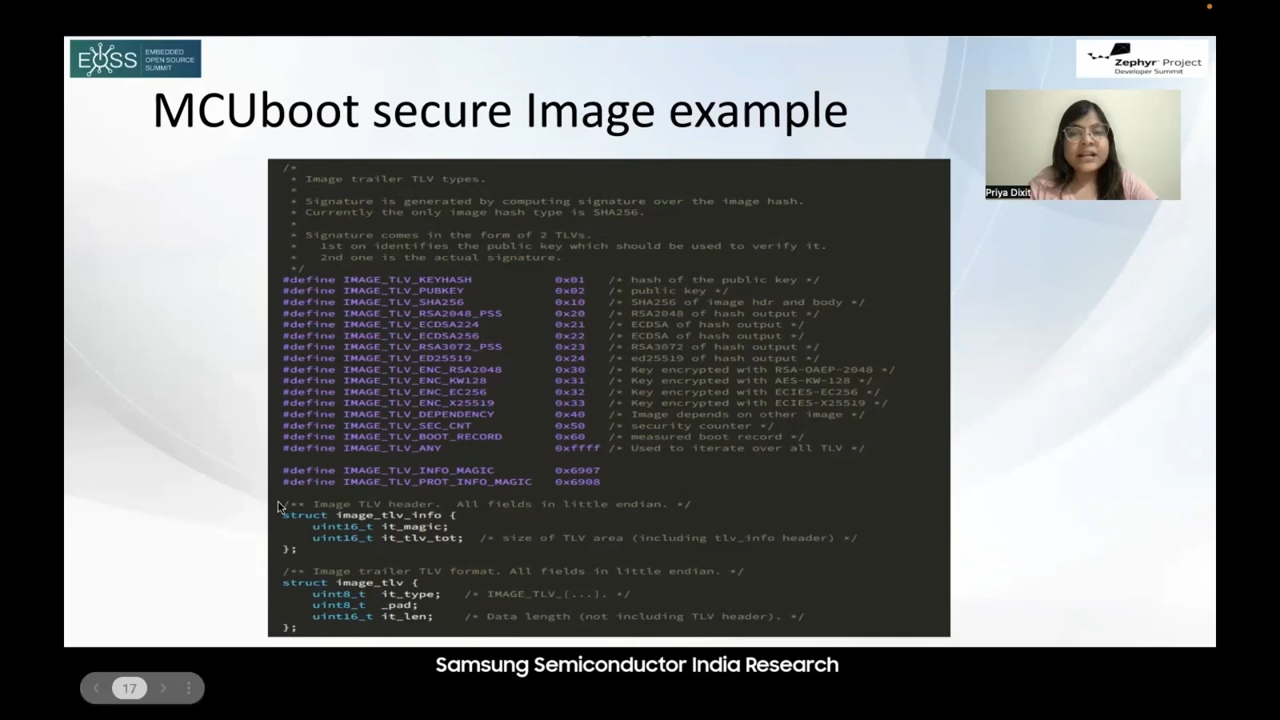 EOSS
EMBEDDED
OPEN SOURCE
SUMMIT
Zephyr Project
Developer Summit
MCUboot secure Image example
Priya Dixit
/*
* Image trailer TLV types.
*
* Signature is generated by computing signature over the image hash.
* Currently the only image hash type is SHA256.
*
* Signature comes in the form of 2 TLVs.
* 1st on identifies the public key which should be used to verify it.
* 2nd one is the actual signature.
*/
#define IMAGE_TLV_KEYHASH 0x01 /* hash of the public key */
#define IMAGE_TLV_PUBKEY 0x02 /* public key */
#define IMAGE_TLV_SHA256 0x10 /* SHA256 of image hdr and body */
#define IMAGE_TLV_RSA2048_PSS 0x20 /* RSA2048 of hash output */
#define IMAGE_TLV_ECDSA224 0x21 /* ECDSA of hash output */
#define IMAGE_TLV_ECDSA256 0x22 /* ECDSA of hash output */
#define IMAGE_TLV_RSA3072_PSS 0x23 /* RSA3072 of hash output */
#define IMAGE_TLV_ED25519 0x24 /* ed25519 of hash output */
#define IMAGE_TLV_ENC_RSA2048 0x30 /* Key encrypted with RSA-OAEP-2048 */
#define IMAGE_TLV_ENC_KW128 0x31 /* Key encrypted with AES-KW-128 */
#define IMAGE_TLV_ENC_EC256 0x32 /* Key encrypted with ECIES-EC256 */
#define IMAGE_TLV_ENC_X25519 0x33 /* Key encrypted with ECIES-X25519 */
#define IMAGE_TLV_DEPENDENCY 0x40 /* Image depends on other image */
#define IMAGE_TLV_SEC_CNT 0x50 /* security counter */
#define IMAGE_TLV_BOOT_RECORD 0x60 /* measured boot record */
#define IMAGE_TLV_ANY 0xffff /* Used to iterate over all TLV */
#define IMAGE_TLV_INFO_MAGIC 0x6907
#define IMAGE_TLV_PROT_INFO_MAGIC 0x6908
/** Image TLV header. All fields in little endian. */
struct image_tlv_info {
uint16_t it_magic;
uint16_t it_tlv_tot; /* size of TLV area (including tlv_info header) */
};
/** Image trailer TLV format. All fields in little endian. */
struct image_tlv {
uint8_t it_type; /* IMAGE_TLV_[...]. */
uint8_t _pad;
uint16_t it_len; /* Data length (not including TLV header). */
};
Samsung Semiconductor India Research
17